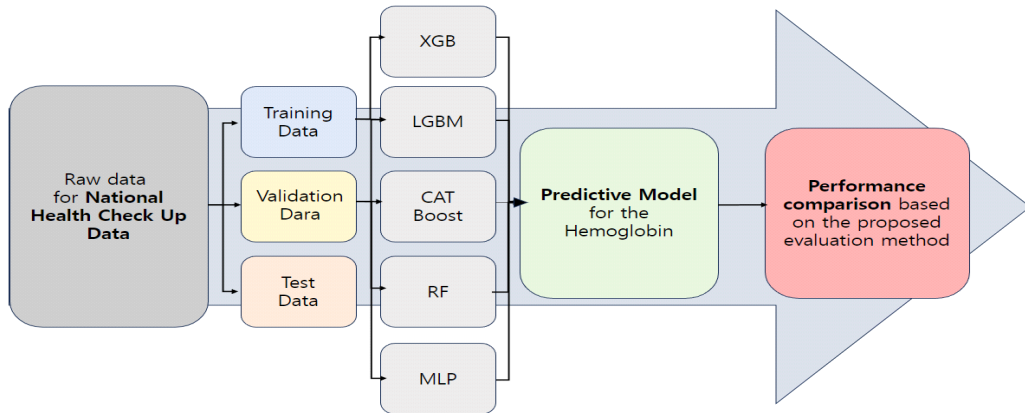 Raw data
for National
Health Check Up
Data
Training
Data
Validation
Dara
Test
Data
XGB
LGBM
CAT
Boost
RF
MLP
Predictive Model
for the
Hemoglobin
Performance
comparison based
on the proposed
evaluation method